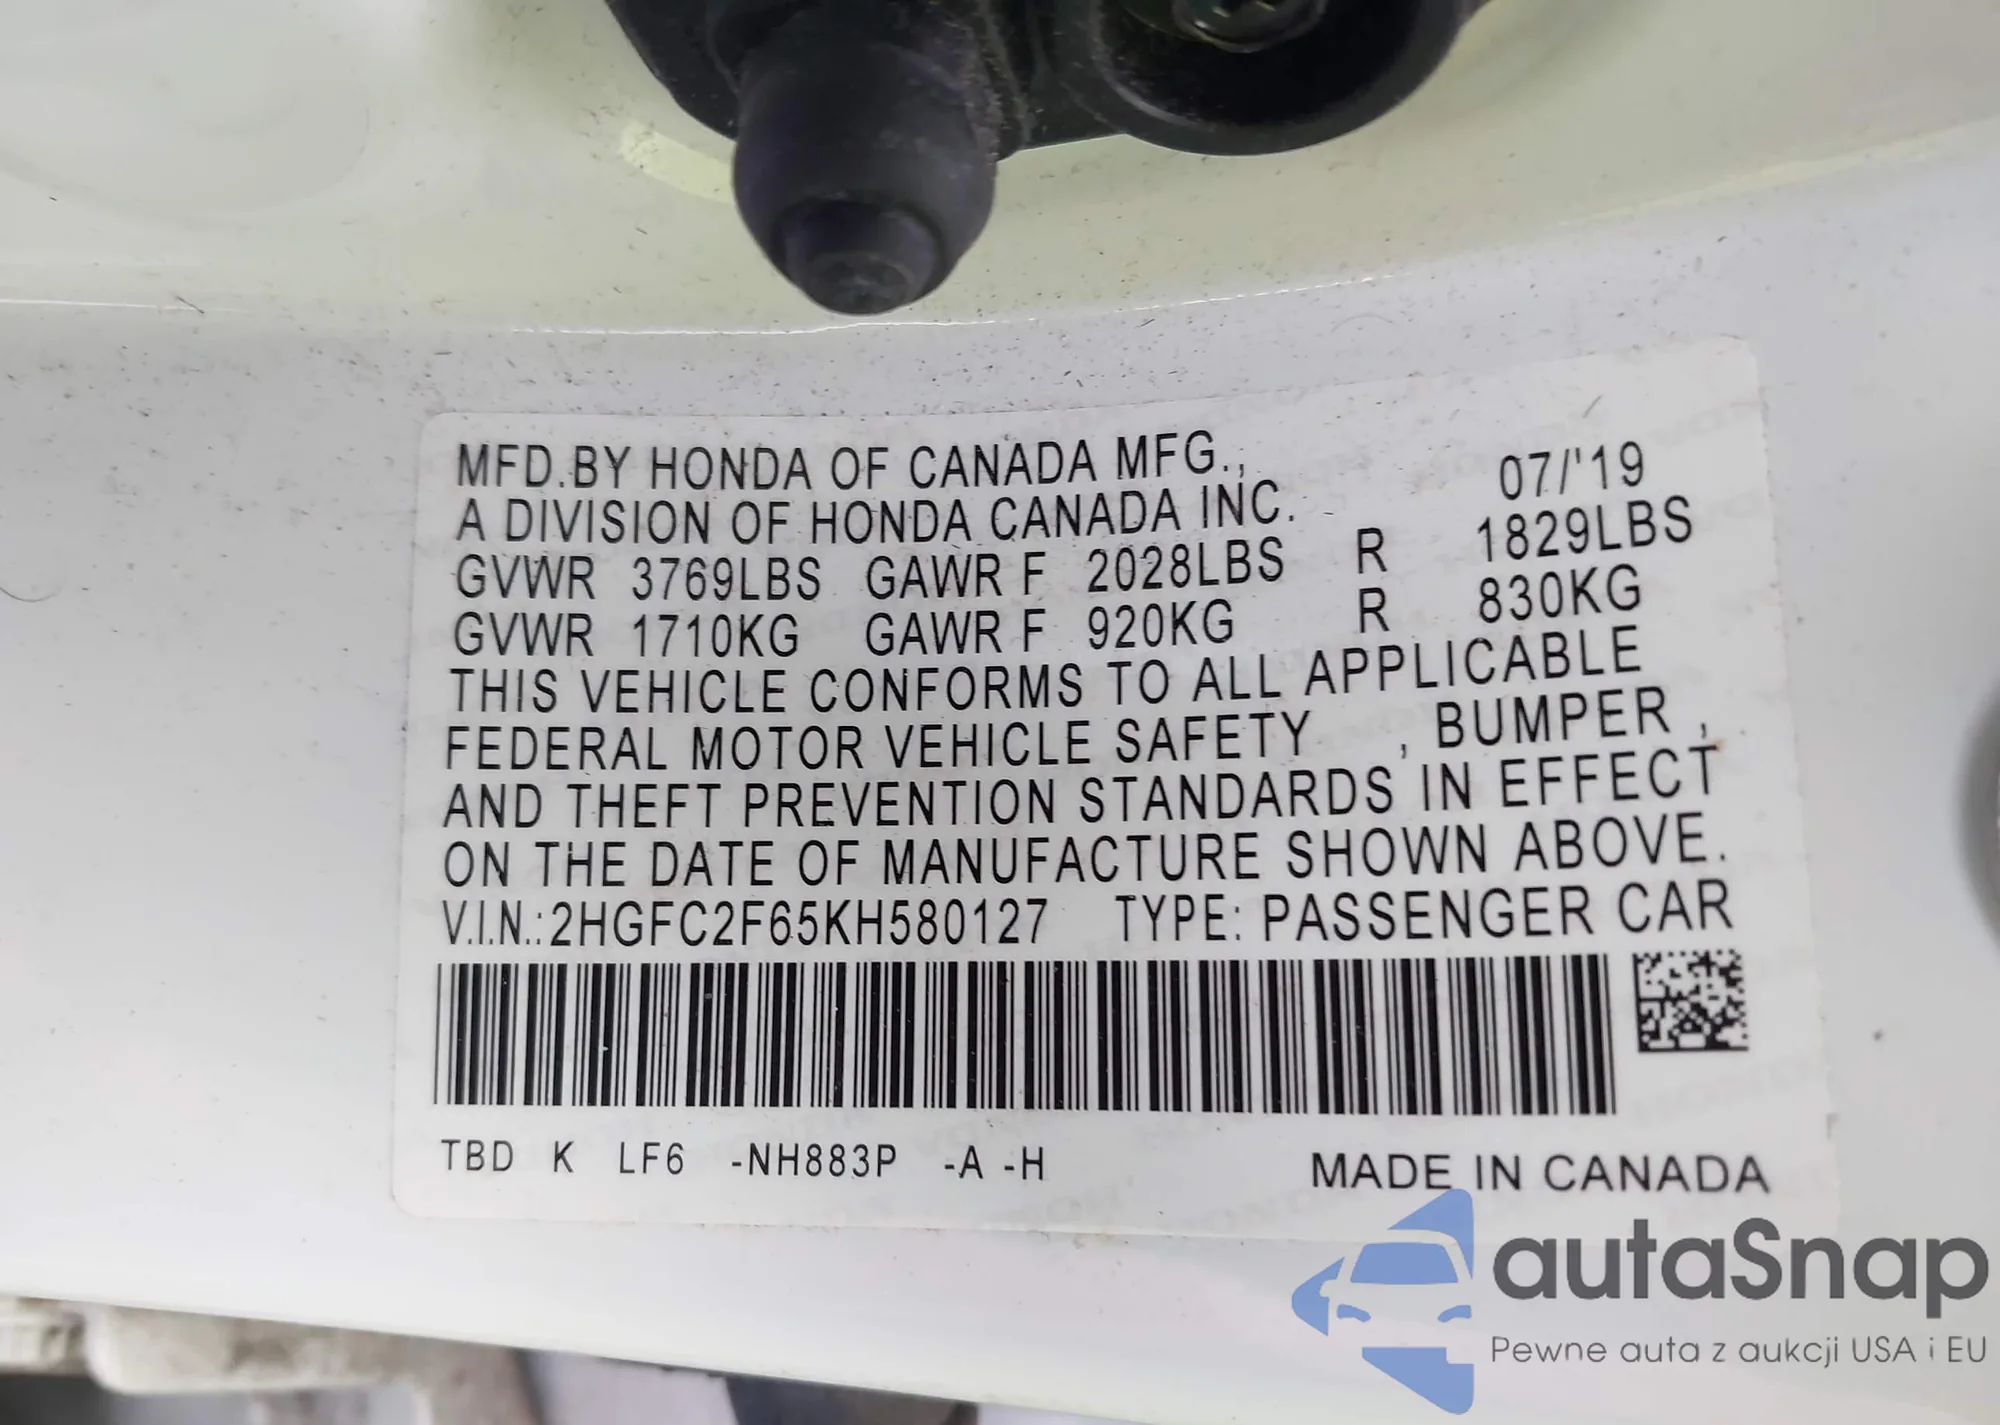 MFD.BY HONDA OF CANADA MFG.,
A DIVISION OF HONDA CANADA INC. 07/'19
GVWR 3769LBS GAWR F 2028LBS R 1829LBS
GVWR 1710KG GAWR F 920KG R 830KG
THIS VEHICLE CONFORMS TO ALL APPLICABLE
FEDERAL MOTOR VEHICLE SAFETY , BUMPER ,
AND THEFT PREVENTION STANDARDS IN EFFECT
ON THE DATE OF MANUFACTURE SHOWN ABOVE.
V.I.N.:2HGFC2F65KH580127 TYPE: PASSENGER CAR
TBD K LF6 -NH883P -A -H MADE IN CANADA
autaSnap
Pewne auta z aukcji USA i EU